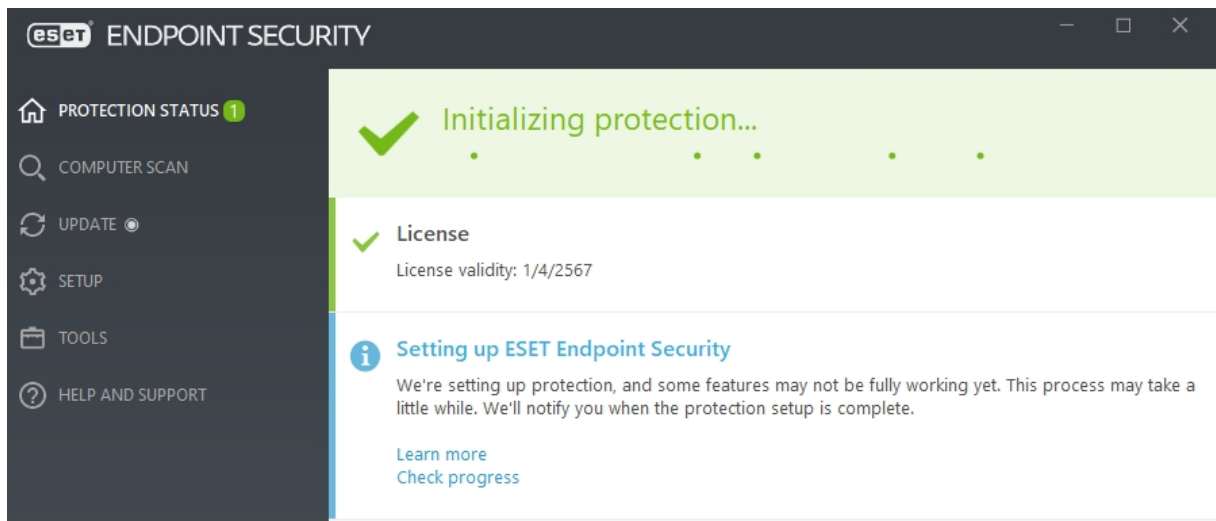 eset ENDPOINT SECURITY
PROTECTION STATUS 1
COMPUTER SCAN
UPDATE
SETUP
TOOLS
HELP AND SUPPORT
Initializing protection...
License
License validity: 1/4/2567
Setting up ESET Endpoint Security
We're setting up protection, and some features may not be fully working yet. This process may take a
little while. We'll notify you when the protection setup is complete.
Learn more
Check progress